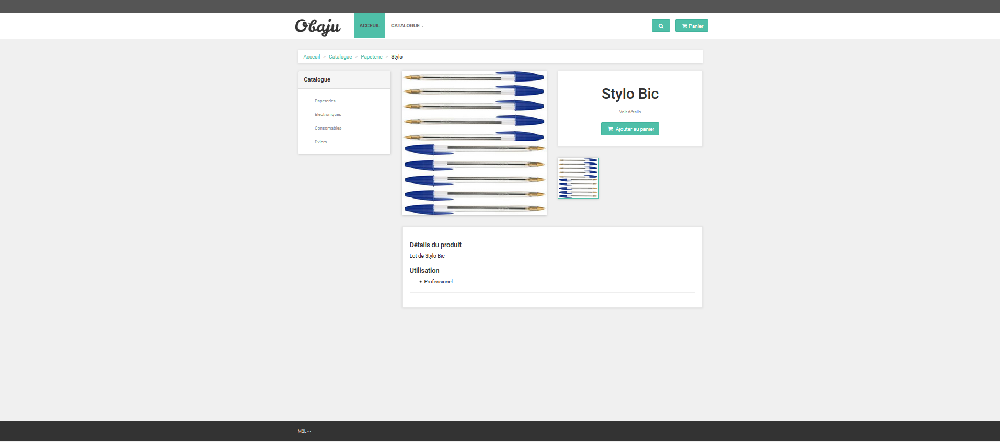 Obaju
ACCEUIL
CATALOGUE
Panier
Acceuil > Catalogue > Papeterie > Stylo
Catalogue
Papeteries
Electroniques
Consomables
Dviers
Stylo Bic
Voir détails
Ajouter au panier
Détails du produit
Lot de Stylo Bic
Utilisation
• Professionel
M2L ->